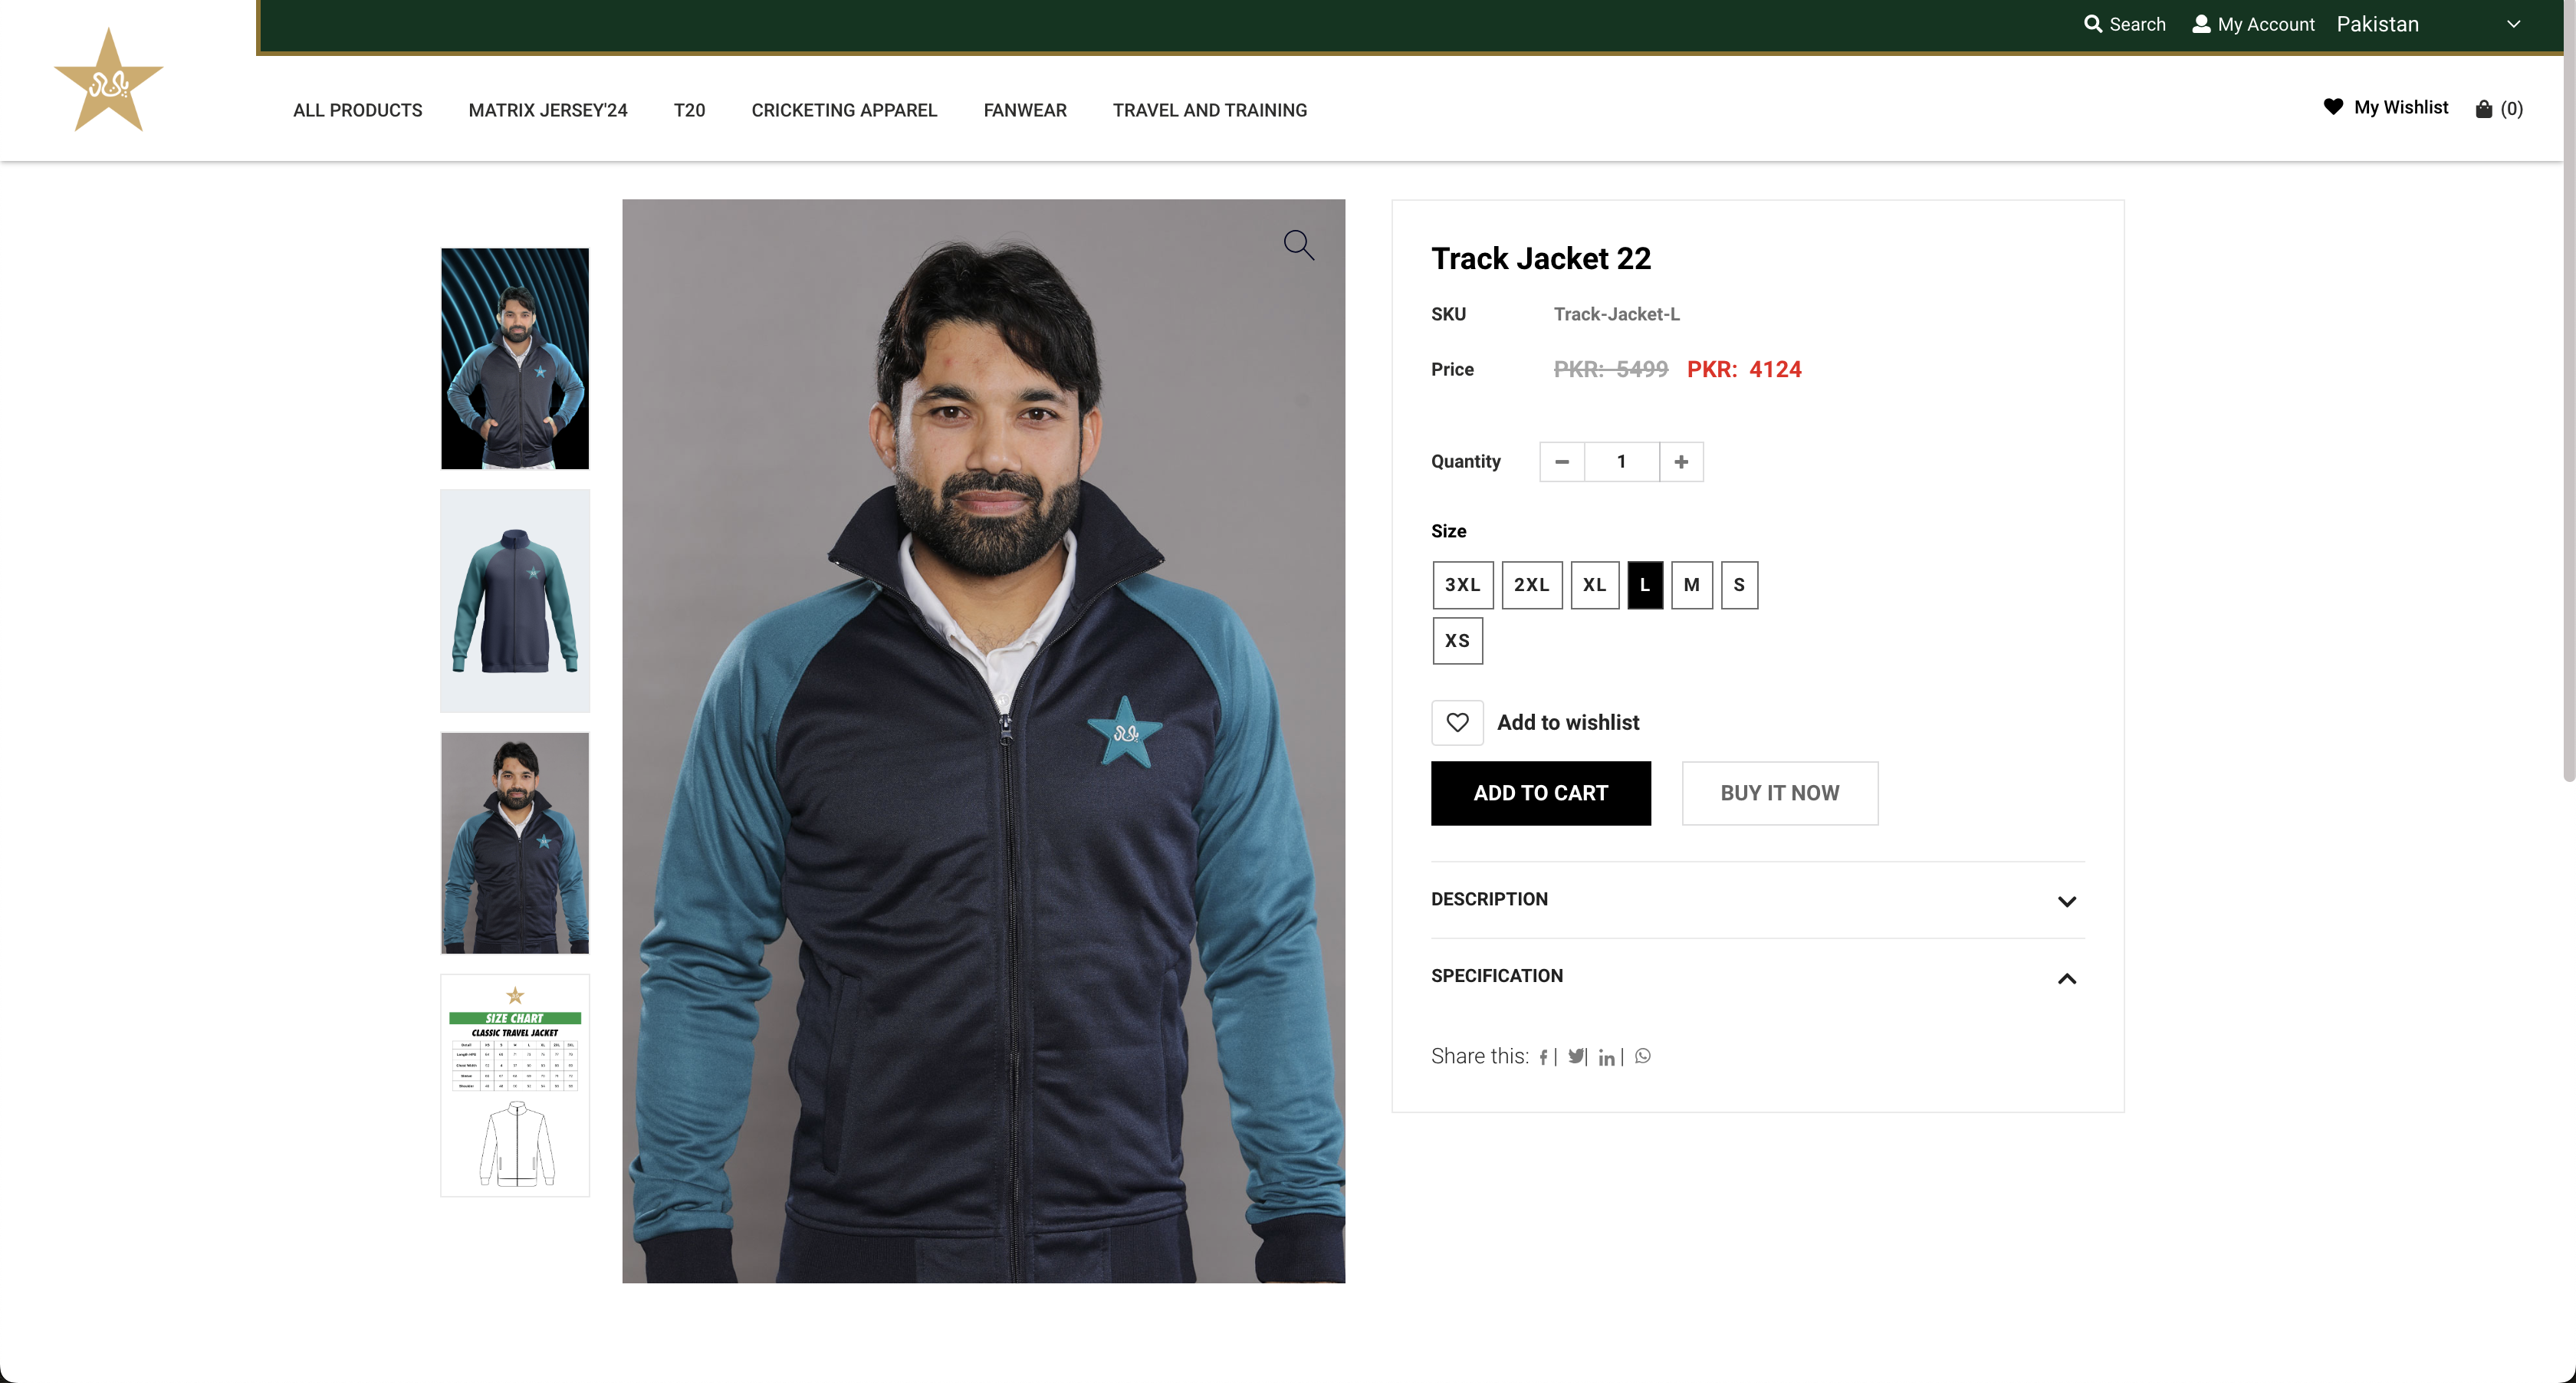 Search
My Account
Pakistan
پاکستان
ALL PRODUCTS
MATRIX JERSEY'24
T20
CRICKETING APPAREL
FANWEAR
TRAVEL AND TRAINING
My Wishlist
(0)
SIZE CHART
CLASSIC TRAVEL JACKET
Track Jacket 22
SKU Track-Jacket-L
Price PKR: 5499 PKR: 4124
Quantity 1
Size
3XL 2XL XL L M S
XS
Add to wishlist
ADD TO CART BUY IT NOW
DESCRIPTION
SPECIFICATION
Share this: | | |